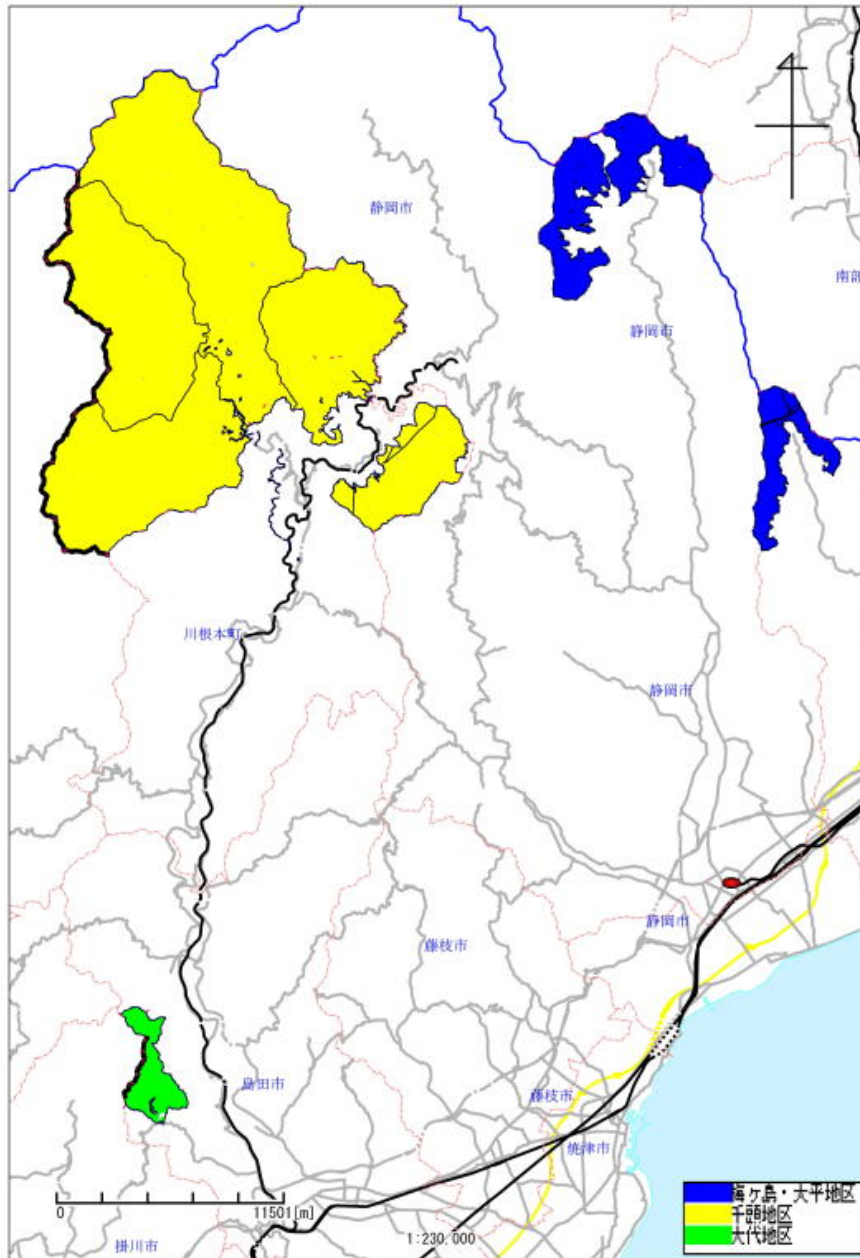 静岡市
南部
静岡市
川根本町
静岡市
静岡市
藤枝市
島田市
藤枝市
焼津市
0 11501[m]
1:230,000
掛川市
梅ヶ島・大平地区
千頭地区
大代地区